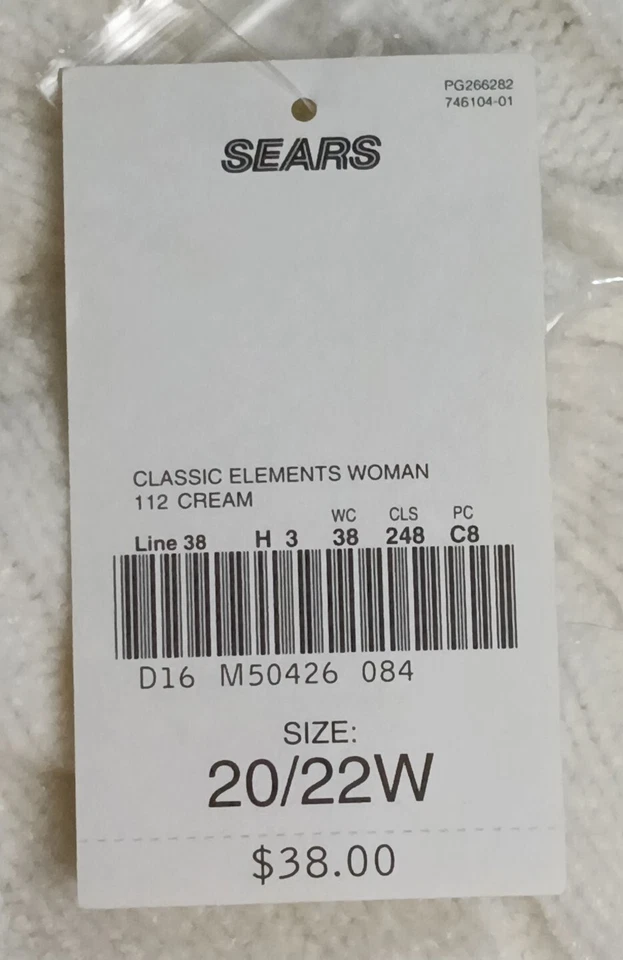 PG266282
746104-01
SEARS
CLASSIC ELEMENTS WOMAN
112 CREAM
WC CLS PC
Line 38 H 3 38 248 C8
D16 M50426 084
SIZE:
20/22W
$38.00